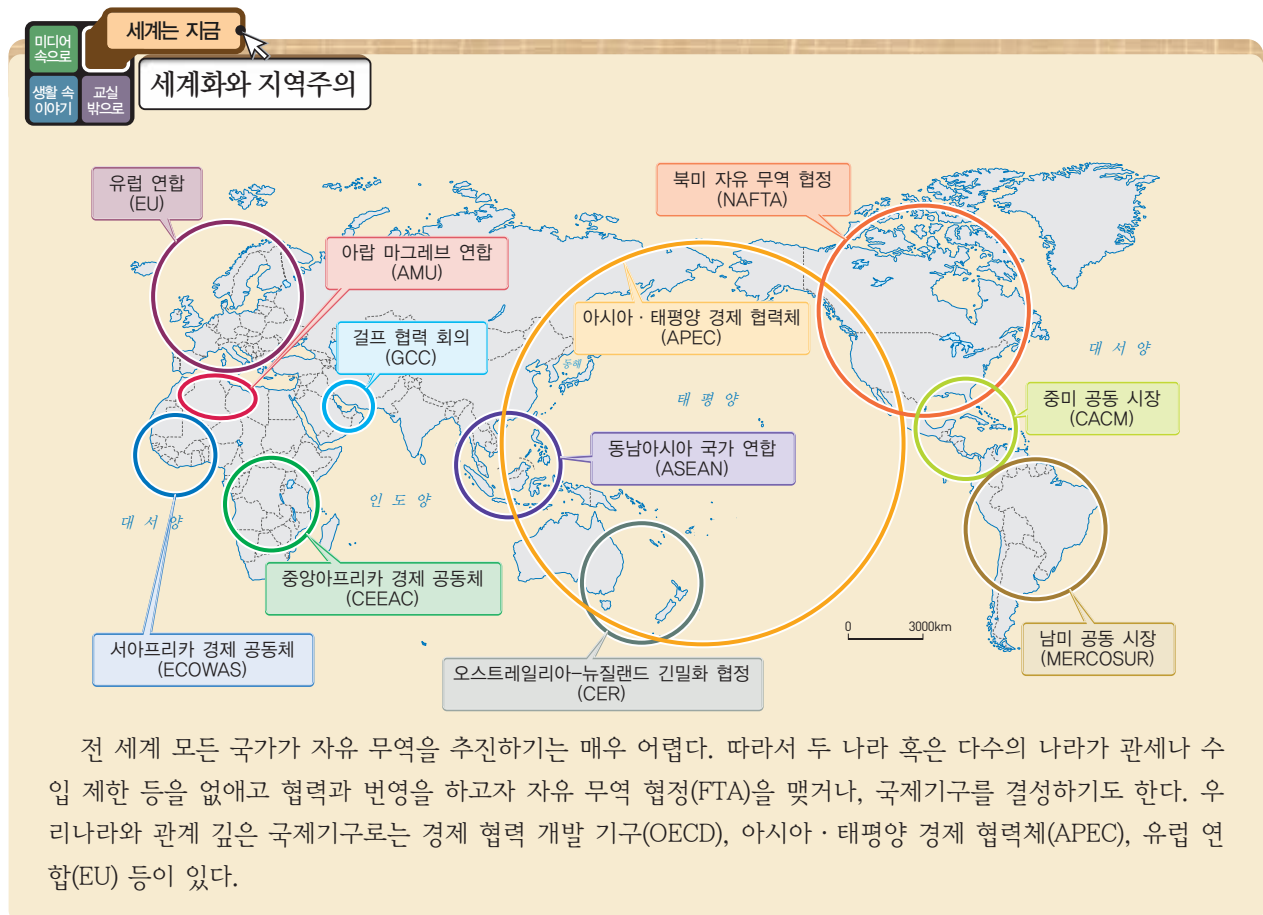 미디어
속으로
세계는 지금
생활 속
이야기
교실
밖으로
세계화와 지역주의
유럽 연합
(EU)
북미 자유 무역 협정
(NAFTA)
아랍 마그레브 연합
(AMU)
아시아·태평양 경제 협력체
(APEC)
걸프 협력 회의
(GCC)
동해
대서양
태평양
중미 공동 시장
(CACM)
동남아시아 국가 연합
(ASEAN)
인도양
대서양
중앙아프리카 경제 공동체
(CEEAC)
0 3000km
서아프리카 경제 공동체
(ECOWAS)
오스트레일리아-뉴질랜드 긴밀화 협정
(CER)
남미 공동 시장
(MERCOSUR)
전 세계 모든 국가가 자유 무역을 추진하기는 매우 어렵다. 따라서 두 나라 혹은 다수의 나라가 관세나 수
입 제한 등을 없애고 협력과 번영을 하고자 자유 무역 협정(FTA)을 맺거나, 국제기구를 결성하기도 한다. 우
리나라와 관계 깊은 국제기구로는 경제 협력 개발 기구(OECD), 아시아·태평양 경제 협력체(APEC), 유럽 연
합(EU) 등이 있다.